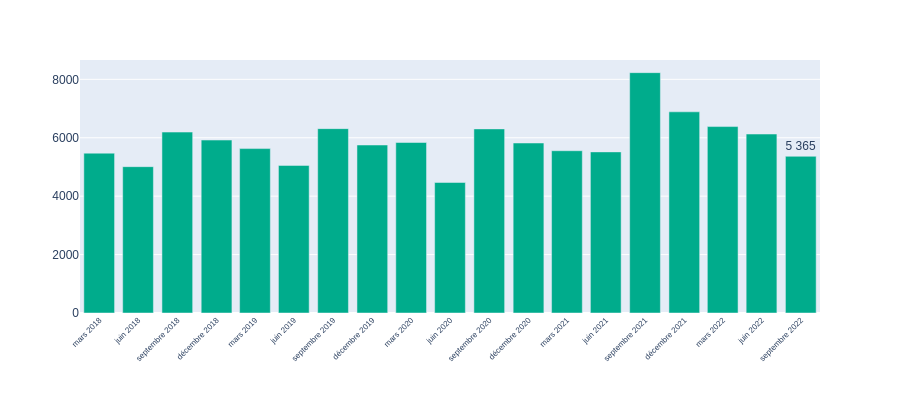 8000
6000
4000
2000
0
5 365
mars 2018
juin 2018
septembre 2018
décembre 2018
mars 2019
juin 2019
septembre 2019
décembre 2019
mars 2020
juin 2020
septembre 2020
décembre 2020
mars 2021
juin 2021
septembre 2021
décembre 2021
mars 2022
juin 2022
septembre 2022